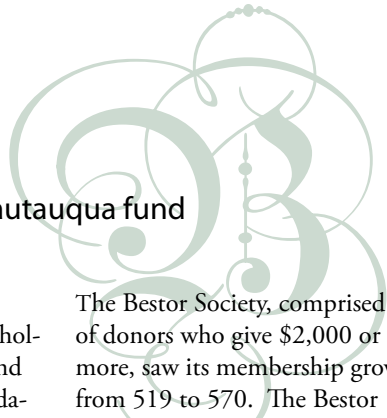 autauqua fund
hol-
nd
da-
The Bestor Society, comprised
of donors who give $2,000 or
more, saw its membership grow
from 519 to 570. The Bestor